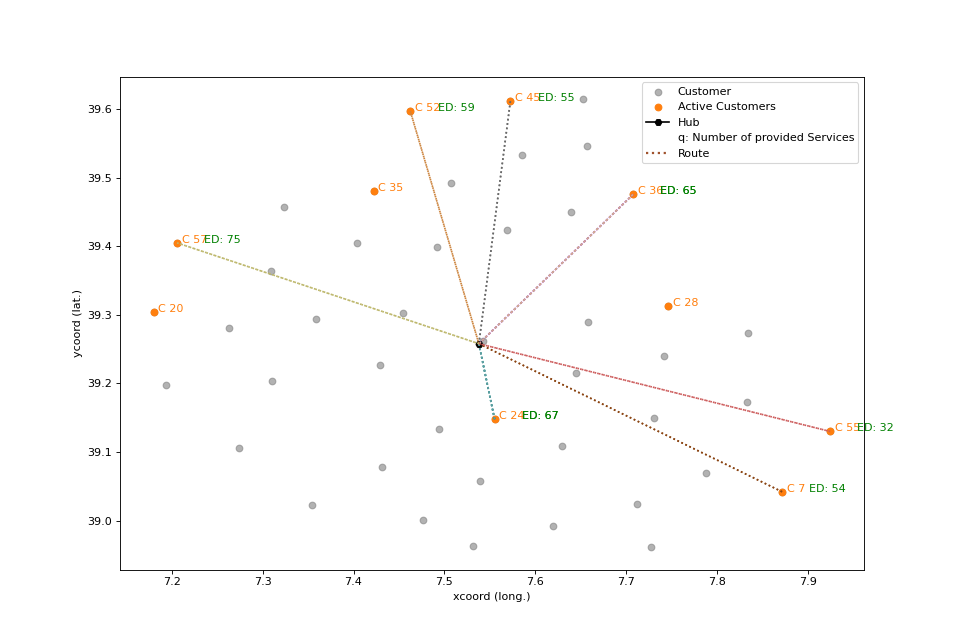 Customer
Active Customers
Hub
q: Number of provided Services
Route
C 45 ED: 55
C 52 ED: 59
C 35
C 36 ED: 65
C 57 ED: 75
C 20
C 28
C 24 ED: 67
C 55 ED: 32
C 7 ED: 54
39.6
39.5
39.4
39.3
39.2
39.1
39.0
ycoord (lat.)
7.2 7.3 7.4 7.5 7.6 7.7 7.8 7.9
xcoord (long.)